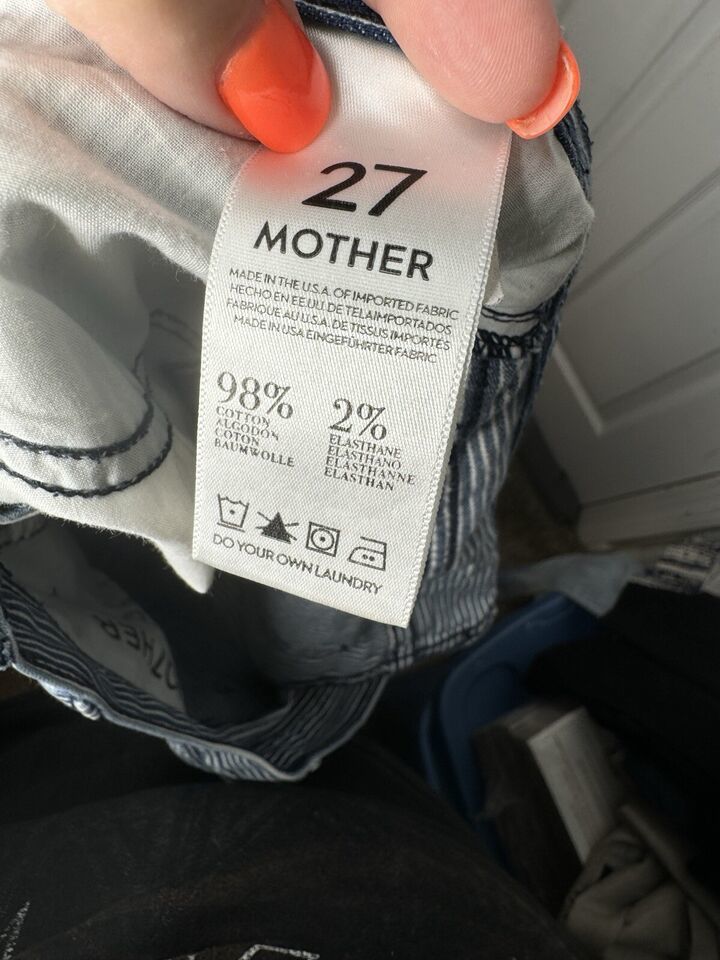 27
MOTHER
MADE IN THE U.S.A. OF IMPORTED FABRIC
HECHO EN EE.UU. DE TELA IMPORTADOS
FABRIQUE AU U.S.A. DE TISSUS IMPORTÉS
MADE IN USA EINGEFÜHRTER FABRIC
98%
COTTON
ALGODON
COTON
BAUMWOLLE
2%
ELASTHANE
ELASTHANO
ELASTHANNE
ELASTHAN
DO YOUR OWN LAUNDRY